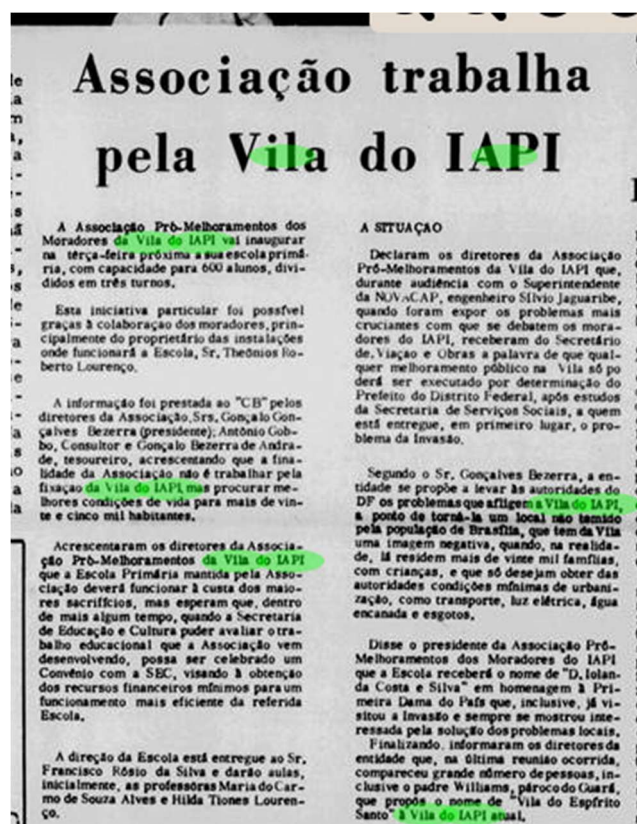 Associação trabalha
pela Vila do IAPI
A Associação Pró-Melhoramentos dos
Moradores da Vila do IAPI vai inaugurar
na têrça-feira próxima a sua escola primá-
ria, com capacidade para 600 alunos, divi-
didos em três turnos.
Esta iniciativa particular foi possível
graças à colaboração dos moradores, prin-
cipalmente do proprietário das instalações
onde funcionará a Escola, Sr. Theônios Ro-
berto Lourenço.
A informação foi prestada ao "CB" pelos
diretores da Associação, Srs. Gonçalo Gon-
çalves Bezerra (presidente); Antônio Gob-
bo, Consultor e Gonçalo Bezerra de Andra-
de, tesoureiro, acrescentando que a fina-
lidade da Associação não é trabalhar pela
fixação da Vila do IAPI, mas procurar me-
lhores condições de vida para mais de vin-
te e cinco mil habitantes.
Acrescentaram os diretores da Associa-
ção Pró-Melhoramentos da Vila do IAPI
que a Escola Primária mantida pela Asso-
ciação deverá funcionar à custa dos maio-
res sacrifícios, mas esperam que, dentro
de mais algum tempo, quando a Secretaria
de Educação e Cultura puder avaliar o tra-
balho educacional que a Associação vem
desenvolvendo, possa ser celebrado um
Convênio com a SEC, visando à obtenção
dos recursos financeiros mínimos para um
funcionamento mais eficiente da referida
Escola.
A direção da Escola está entregue ao Sr.
Francisco Rósio da Silva e darão aulas,
inicialmente, as professôras Maria do Car-
mo de Souza Alves e Hilda Tiones Louren-
ço.
A SITUAÇÃO
Declaram os diretores da Associação
Pró-Melhoramentos da Vila do IAPI que,
durante audiência com o Superintendente
da NOVACAP, engenheiro Sílvio Jaguaribe,
quando foram expor os problemas mais
cruciantes com que se debatem os mora-
dores do IAPI, receberam do Secretário
de Viação e Obras a palavra de que qual-
quer melhoramento público na Vila só po
derá ser executado por determinação do
Prefeito do Distrito Federal, após estudos
da Secretaria de Serviços Sociais, a quem
está entregue, em primeiro lugar, o pro-
blema da Invasão.
Segundo o Sr. Gonçalves Bezerra, a en-
tidade se propõe a levar às autoridades do
DF os problemas que afligem a Vila do IAPI,
a ponto de torná-la um local não temido
pela população de Brasília, que tem da Vila
uma imagem negativa, quando, na realida-
de, lá residem mais de vinte mil famílias,
com crianças, e que só desejam obter das
autoridades condições mínimas de urbani-
zação, como transporte, luz elétrica, água
encanada e esgotos.
Disse o presidente da Associação Pró-
Melhoramentos dos Moradores do IAPI
que a Escola receberá o nome de "D. Iolan-
da Costa e Silva" em homenagem à Pri-
meira Dama do País que, inclusive, já vi-
sitou a Invasão e sempre se mostrou inte-
ressada pela solução dos problemas locais.
Finalizando, informaram os diretores da
entidade que, na última reunião ocorrida,
compareceu grande número de pessoas, in-
clusive o padre Williams, pároco do Guará,
que propôs o nome de "Vila do Espírito
Santo" à Vila do IAPI atual.